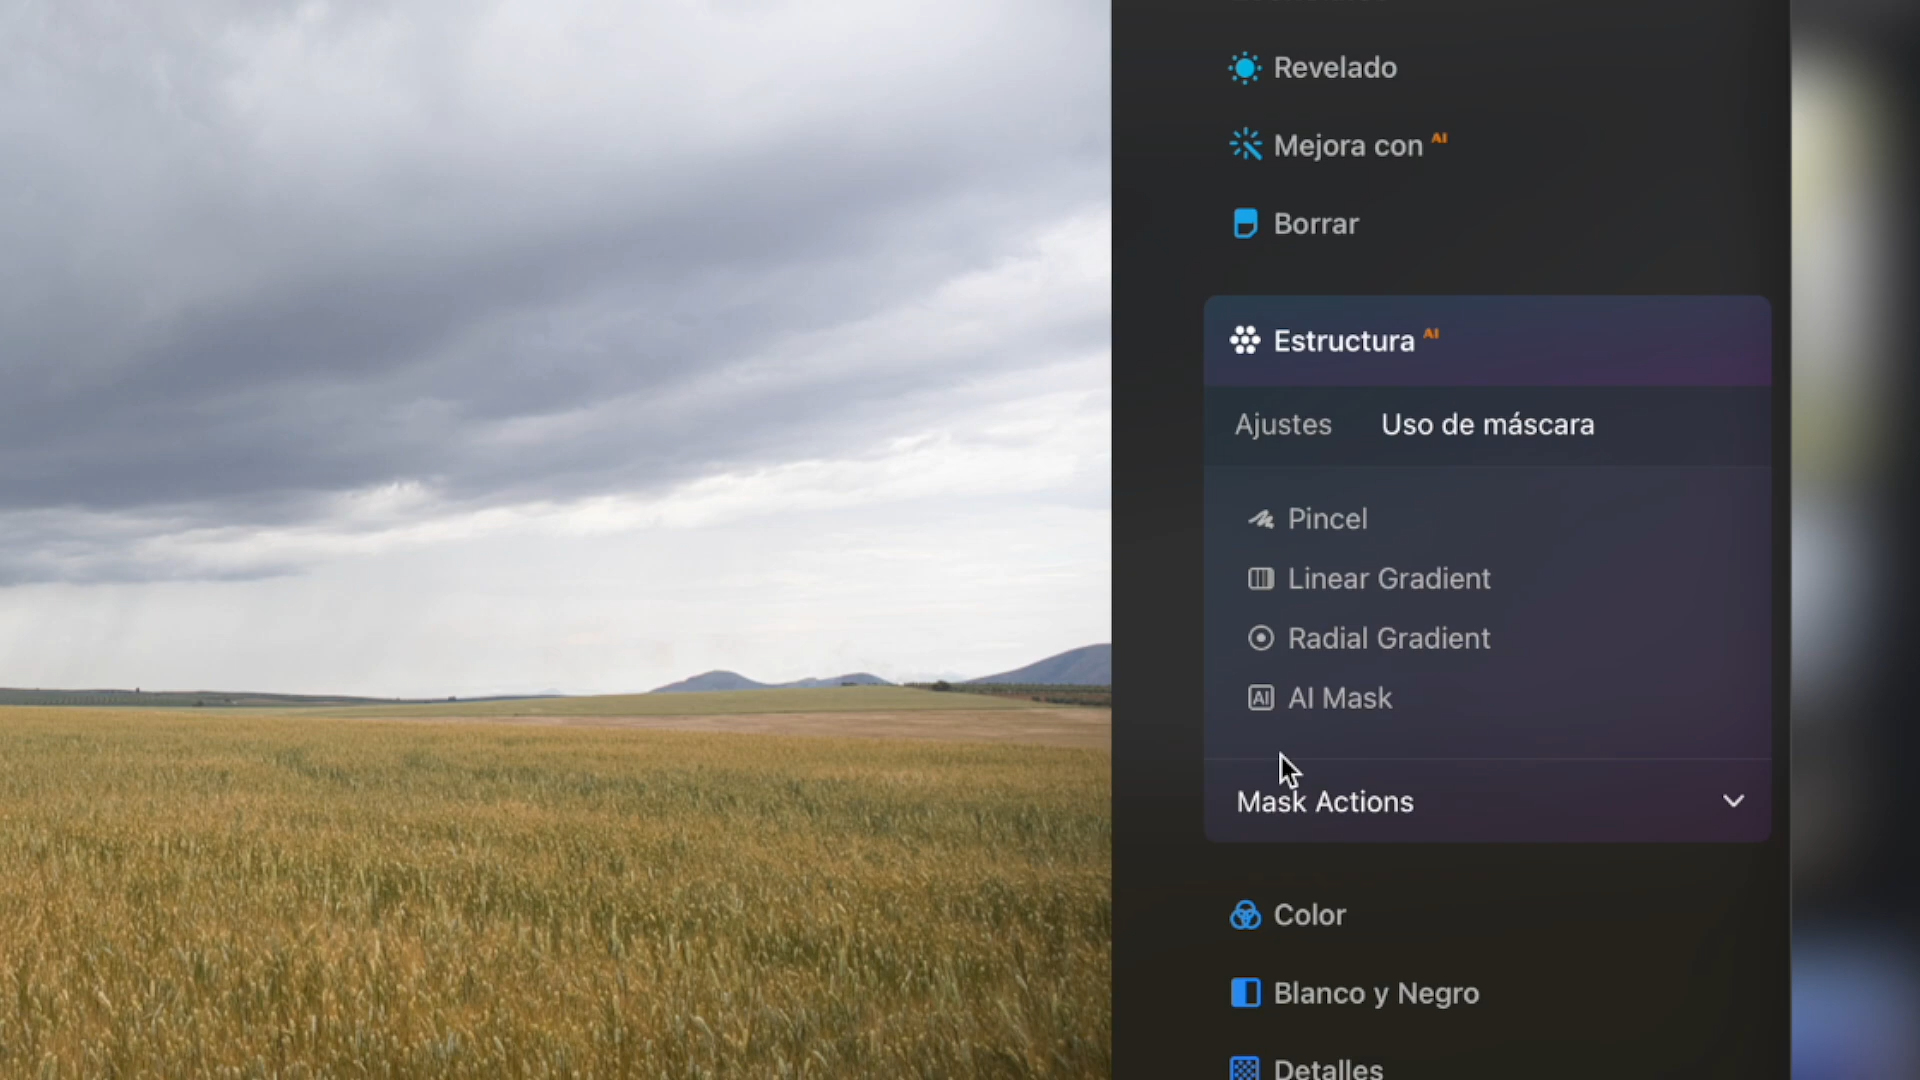 Revelado
Mejora con AI
Borrar
Estructura AI
Ajustes Uso de máscara
Pincel
Linear Gradient
Radial Gradient
AI AI Mask
Mask Actions
Color
Blanco y Negro
Detalles